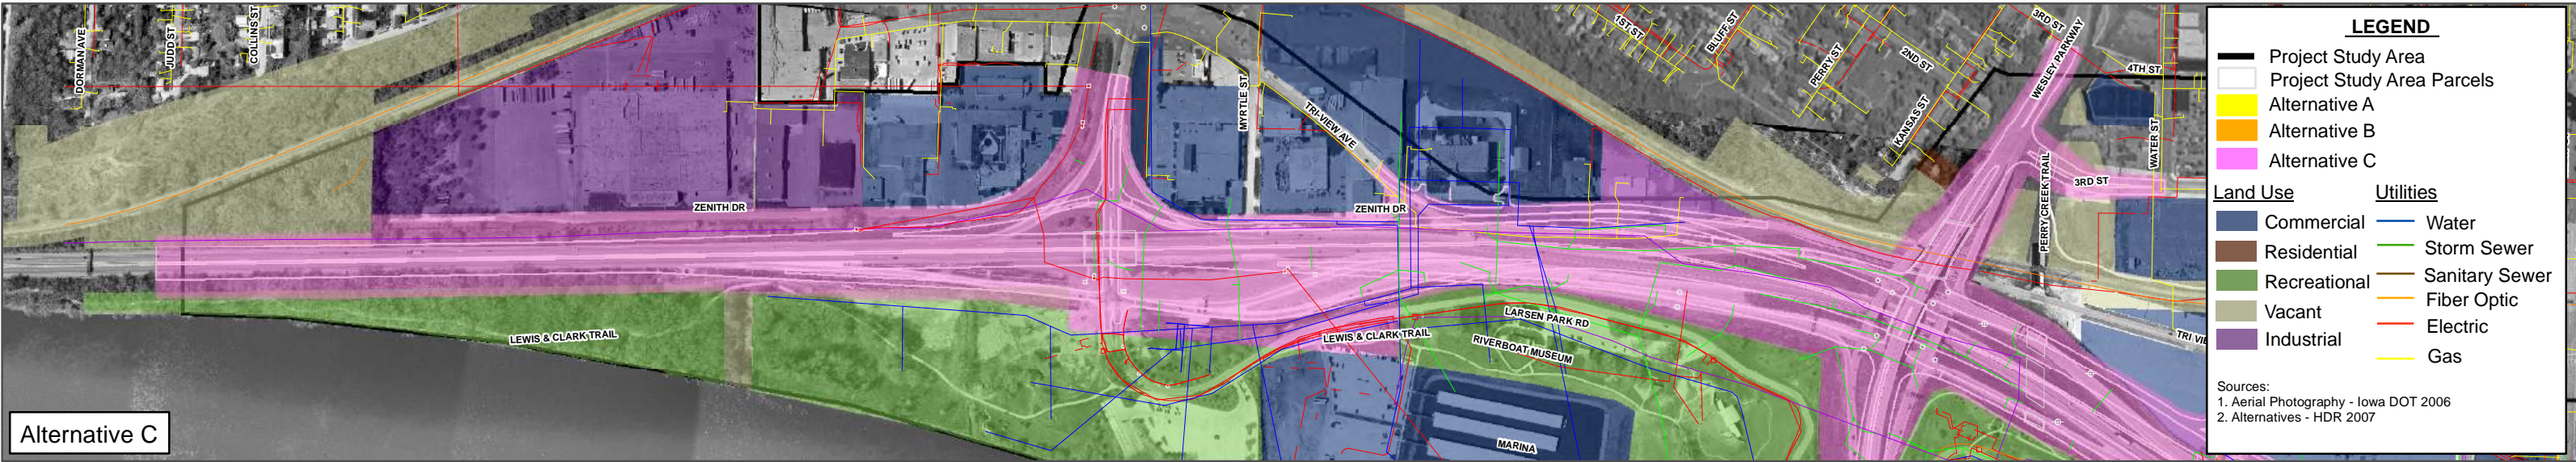 DORMAN AVE
JUDD ST
COLLINS ST
ZENITH DR
MYRTLE ST
TRI-VIEW AVE
ZENITH DR
1ST ST
BLUFF ST
PERRY ST
2ND ST
KANSAS ST
3RD ST
WESLEY PARKWAY
4TH ST
WATER ST
PERRY CREEK TRAIL
3RD ST
LEWIS & CLARK TRAIL
LEWIS & CLARK TRAIL
LARSEN PARK RD
RIVERBOAT MUSEUM
MARINA
Alternative C
LEGEND
Project Study Area
Project Study Area Parcels
Alternative A
Alternative B
Alternative C
Land Use
Commercial
Residential
Recreational
Vacant
Industrial
Utilities
Water
Storm Sewer
Sanitary Sewer
Fiber Optic
Electric
Gas
Sources:
1. Aerial Photography - Iowa DOT 2006
2. Alternatives - HDR 2007